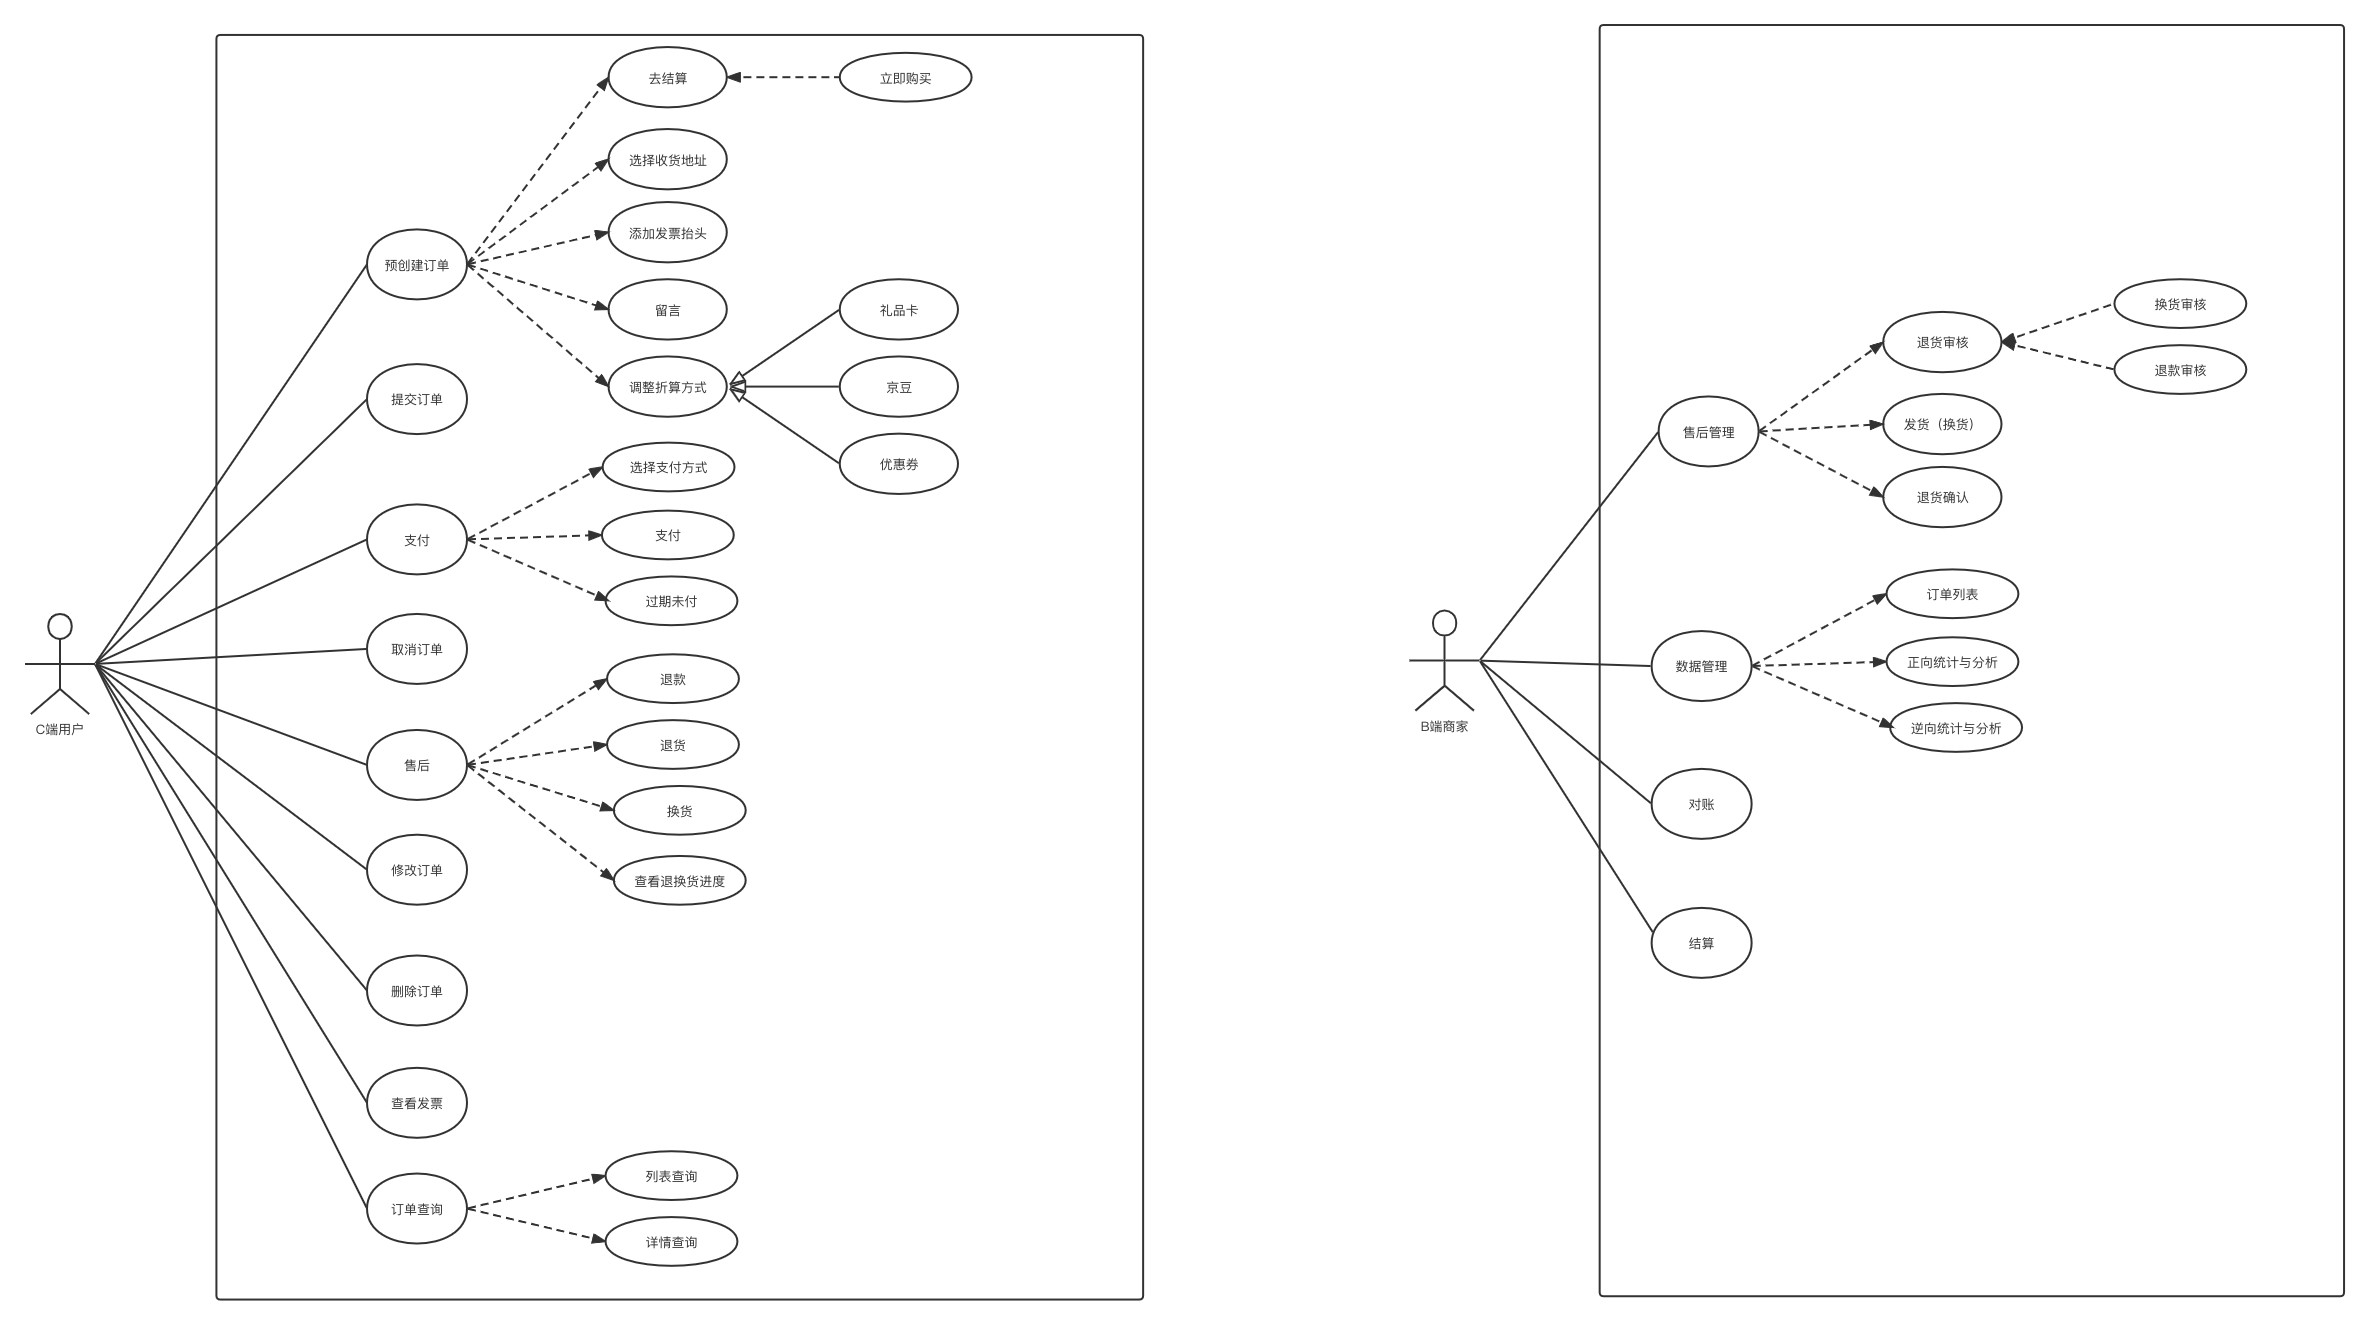 去结算
立即购买
选择收货地址
添加发票抬头
预创建订单
留言
礼品卡
调整折算方式
京豆
提交订单
优惠券
选择支付方式
支付
支付
过期未付
取消订单
退款
C端用户
退货
售后
换货
修改订单
查看退换货进度
删除订单
查看发票
列表查询
订单查询
详情查询
换货审核
退货审核
退款审核
发货（换货）
售后管理
退货确认
订单列表
正向统计与分析
数据管理
B端商家
逆向统计与分析
对账
结算